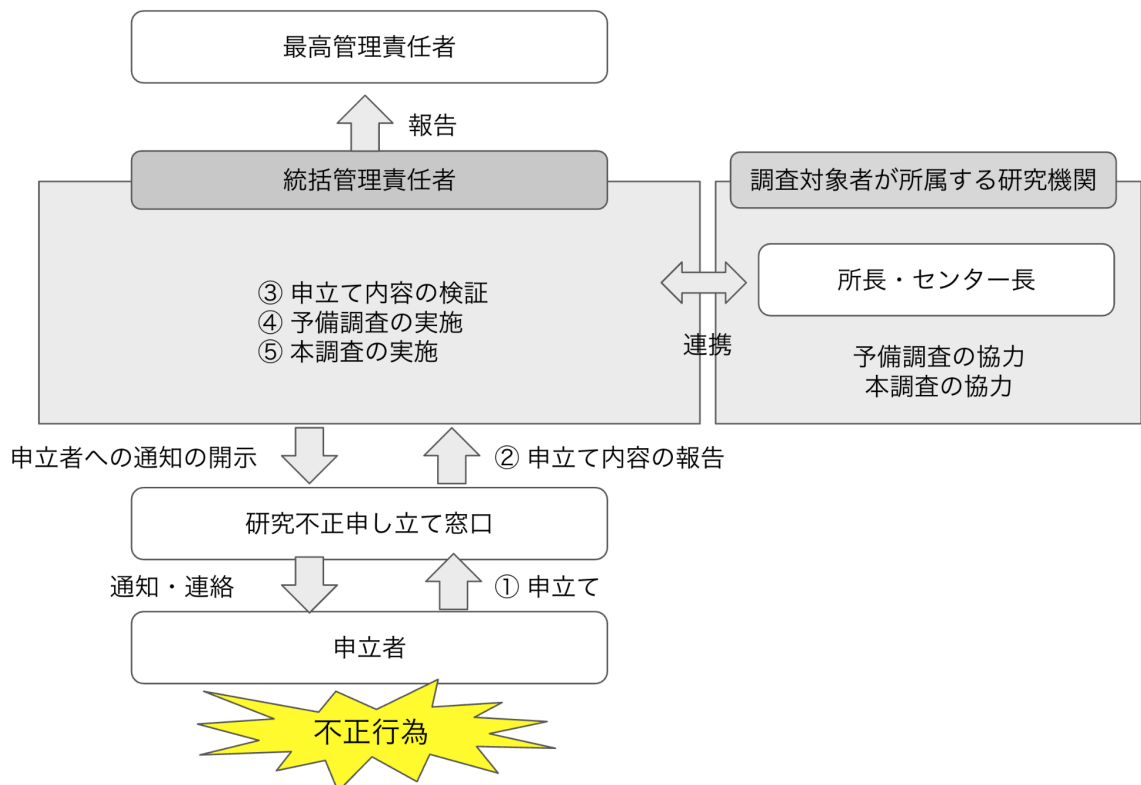 最高管理責任者
報告
統括管理責任者
調査対象者が所属する研究機関
③ 申立て内容の検証
④ 予備調査の実施
⑤ 本調査の実施
連携
所長・センター長
予備調査の協力
本調査の協力
申立者への通知の開示
② 申立て内容の報告
研究不正申し立て窓口
通知・連絡
① 申立て
申立者
不正行為